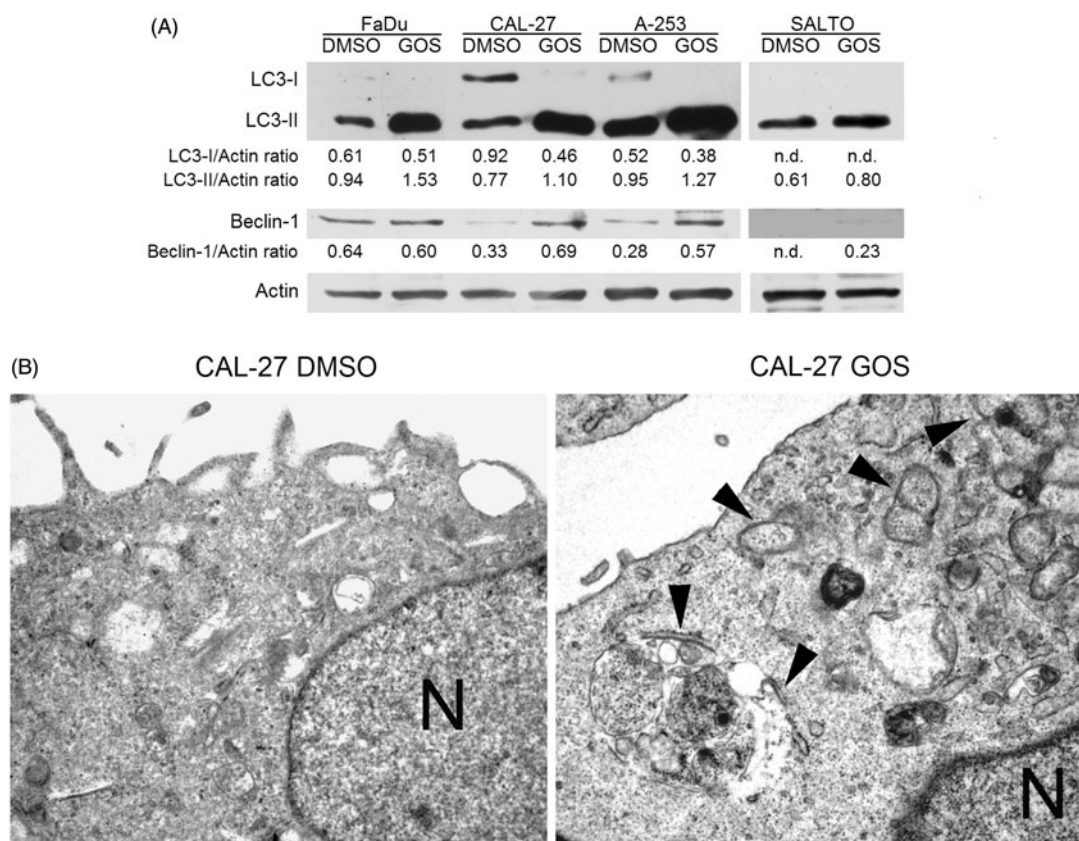 (A)
FaDu CAL-27 A-253 SALTO
DMSO GOS DMSO GOS DMSO GOS DMSO GOS
LC3-I
LC3-II
LC3-I/Actin ratio 0.61 0.51 0.92 0.46 0.52 0.38 n.d. n.d.
LC3-II/Actin ratio 0.94 1.53 0.77 1.10 0.95 1.27 0.61 0.80
Beclin-1
Beclin-1/Actin ratio 0.64 0.60 0.33 0.69 0.28 0.57 n.d. 0.23
Actin
(B)
CAL-27 DMSO CAL-27 GOS
N
N